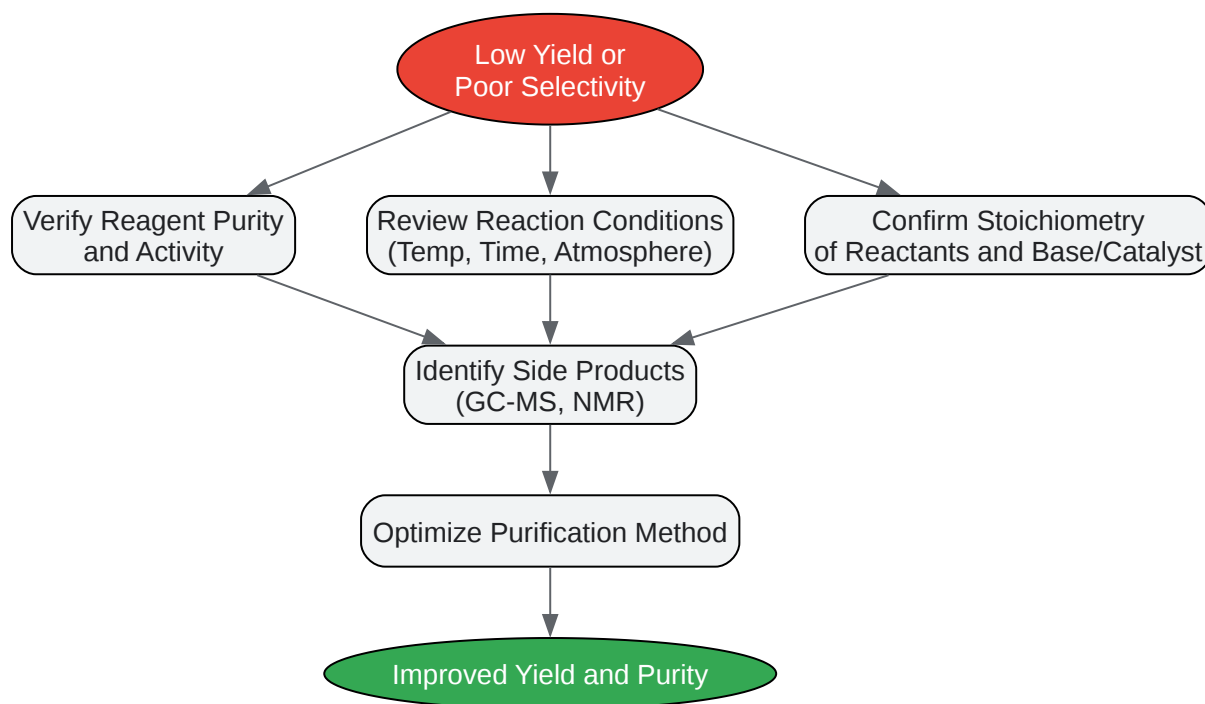 Low Yield or
Poor Selectivity
Verify Reagent Purity
and Activity
Review Reaction Conditions
(Temp, Time, Atmosphere)
Confirm Stoichiometry
of Reactants and Base/Catalyst
Identify Side Products
(GC-MS, NMR)
Optimize Purification Method
Improved Yield and Purity